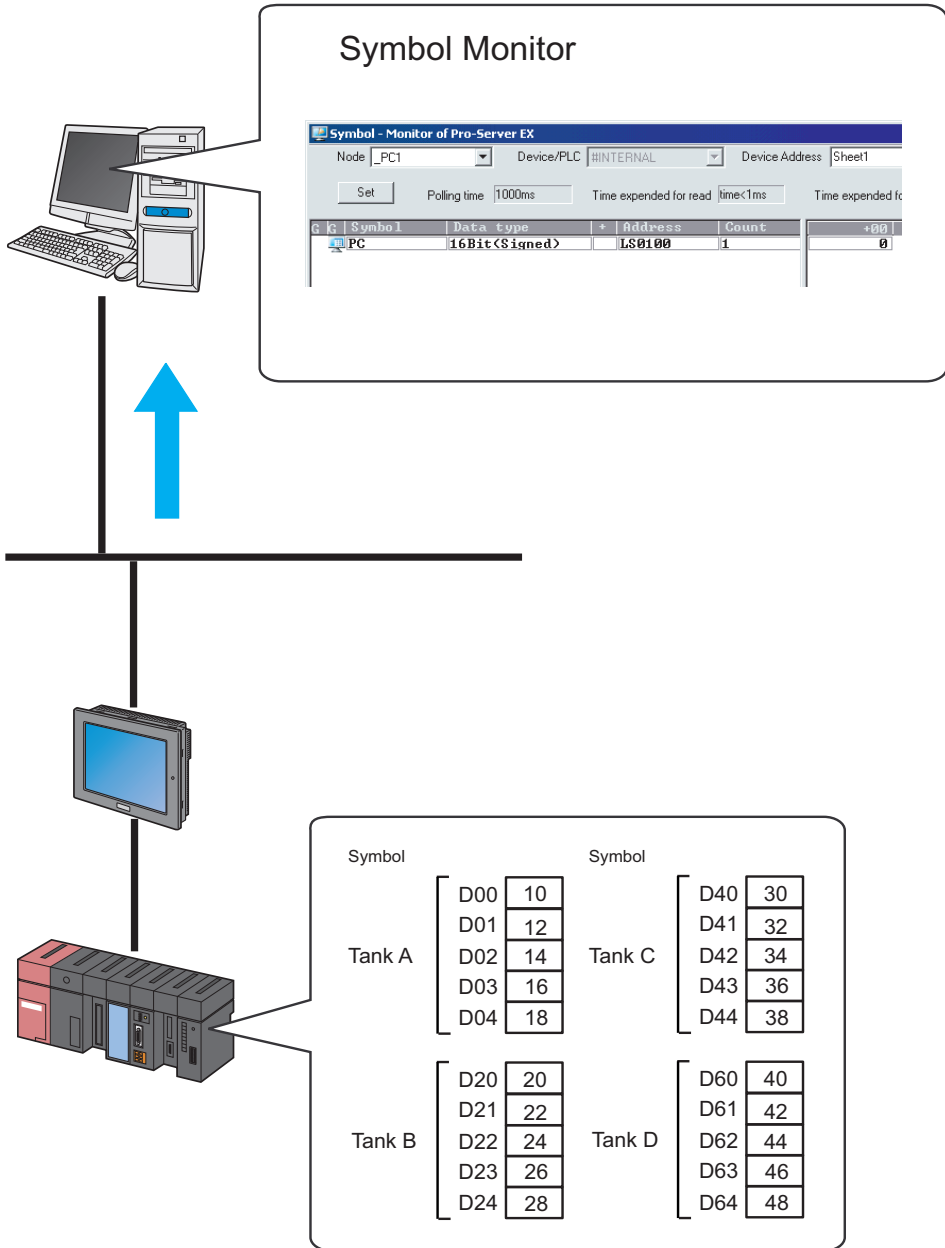 Symbol Monitor
Symbol - Monitor of Pro-Server EX
Node _PC1 Device/PLC #INTERNAL Device Address Sheet1
Set Polling time 1000ms Time expended for read time<1ms Time expended fo
G G Symbol Data type + Address Count +00
PC 16Bit(Signed) LS0100 1 0
Symbol Symbol
D00 10 D40 30
D01 12 D41 32
Tank A D02 14 Tank C D42 34
D03 16 D43 36
D04 18 D44 38
D20 20 D60 40
D21 22 D61 42
Tank B D22 24 Tank D D62 44
D23 26 D63 46
D24 28 D64 48